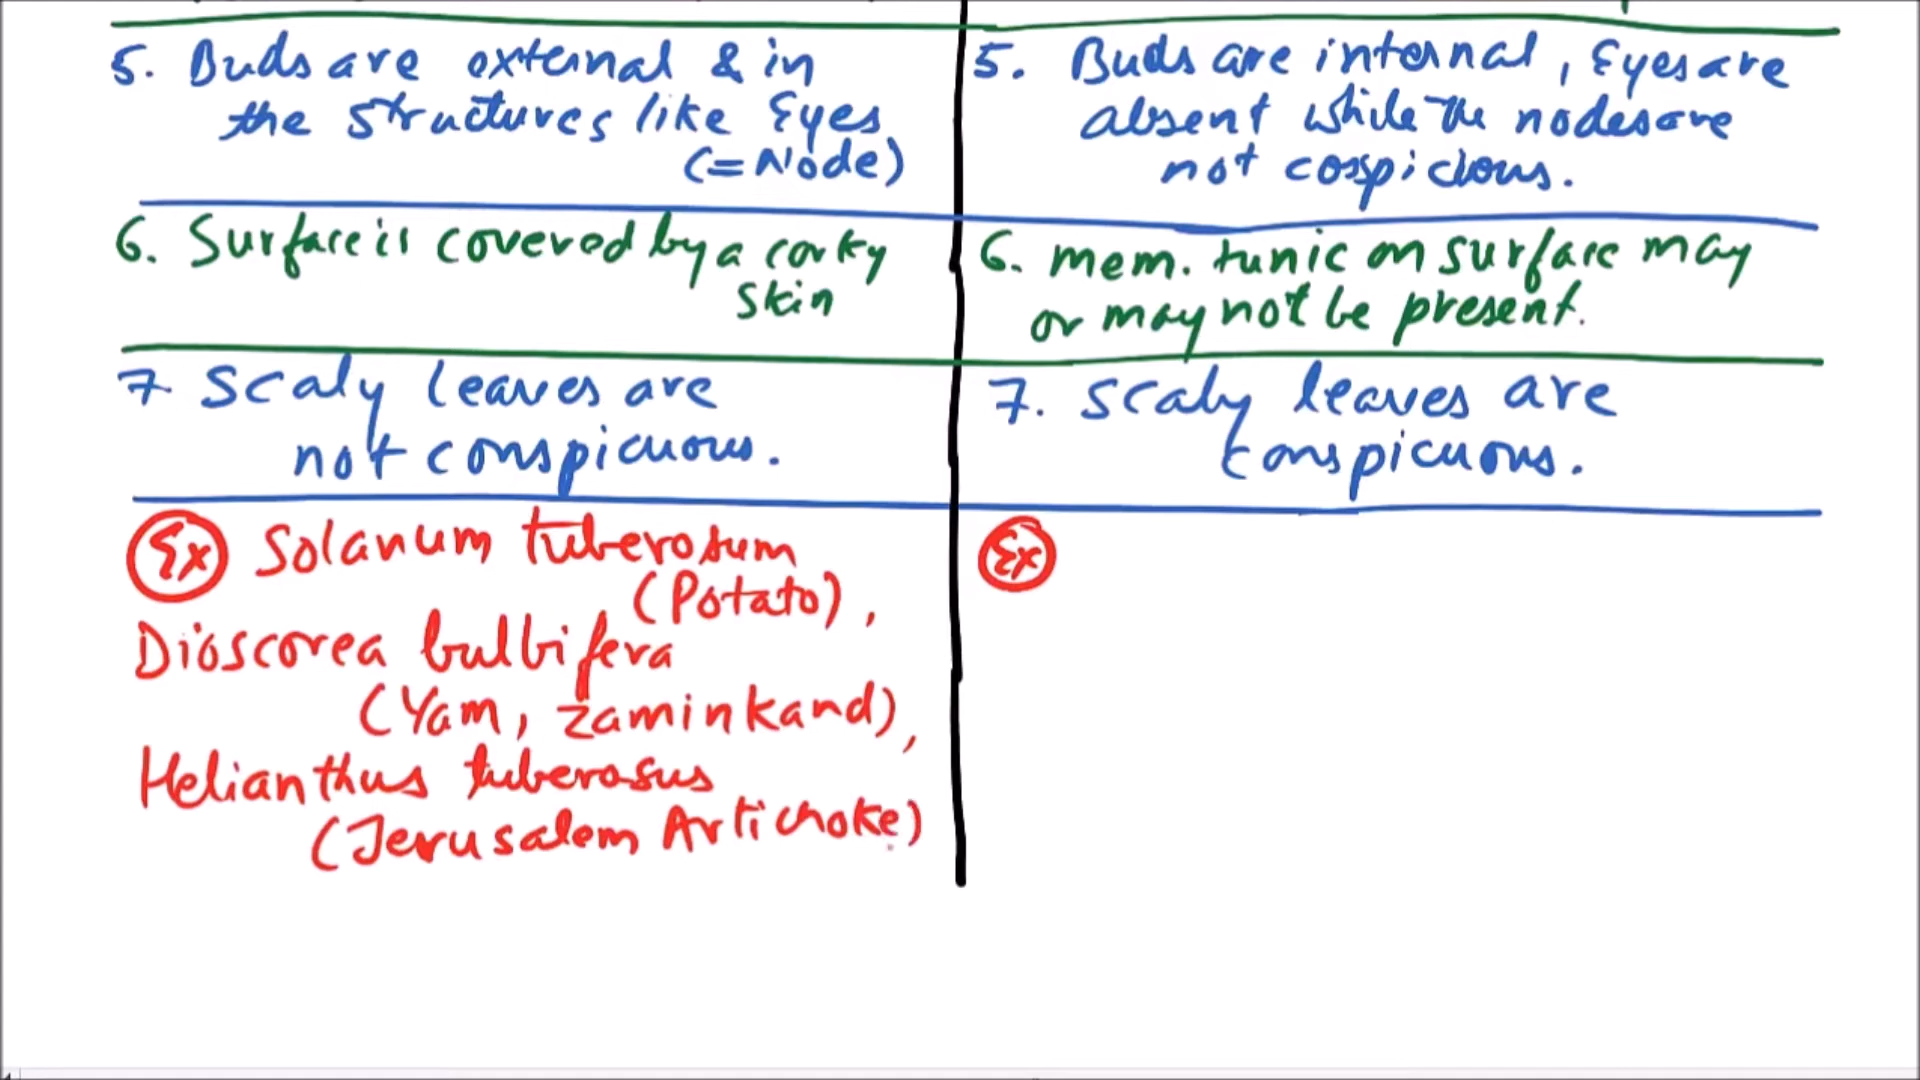 5. Buds are external & in
the structures like Eyes
(=Node)
6. Surface is covered by a corky
skin
7. Scaly leaves are
not conspicuous.
Ex Solanum tuberosum
(Potato),
Dioscorea bulbifera
(Yam, Zaminkand),
Helianthus tuberosus
(Jerusalem Artichoke)
5. Buds are internal, Eyes are
absent while the nodes are
not cospicious.
6. mem. tunic on surface may
or may not be present.
7. scaly leaves are
conspicuous.
Ex